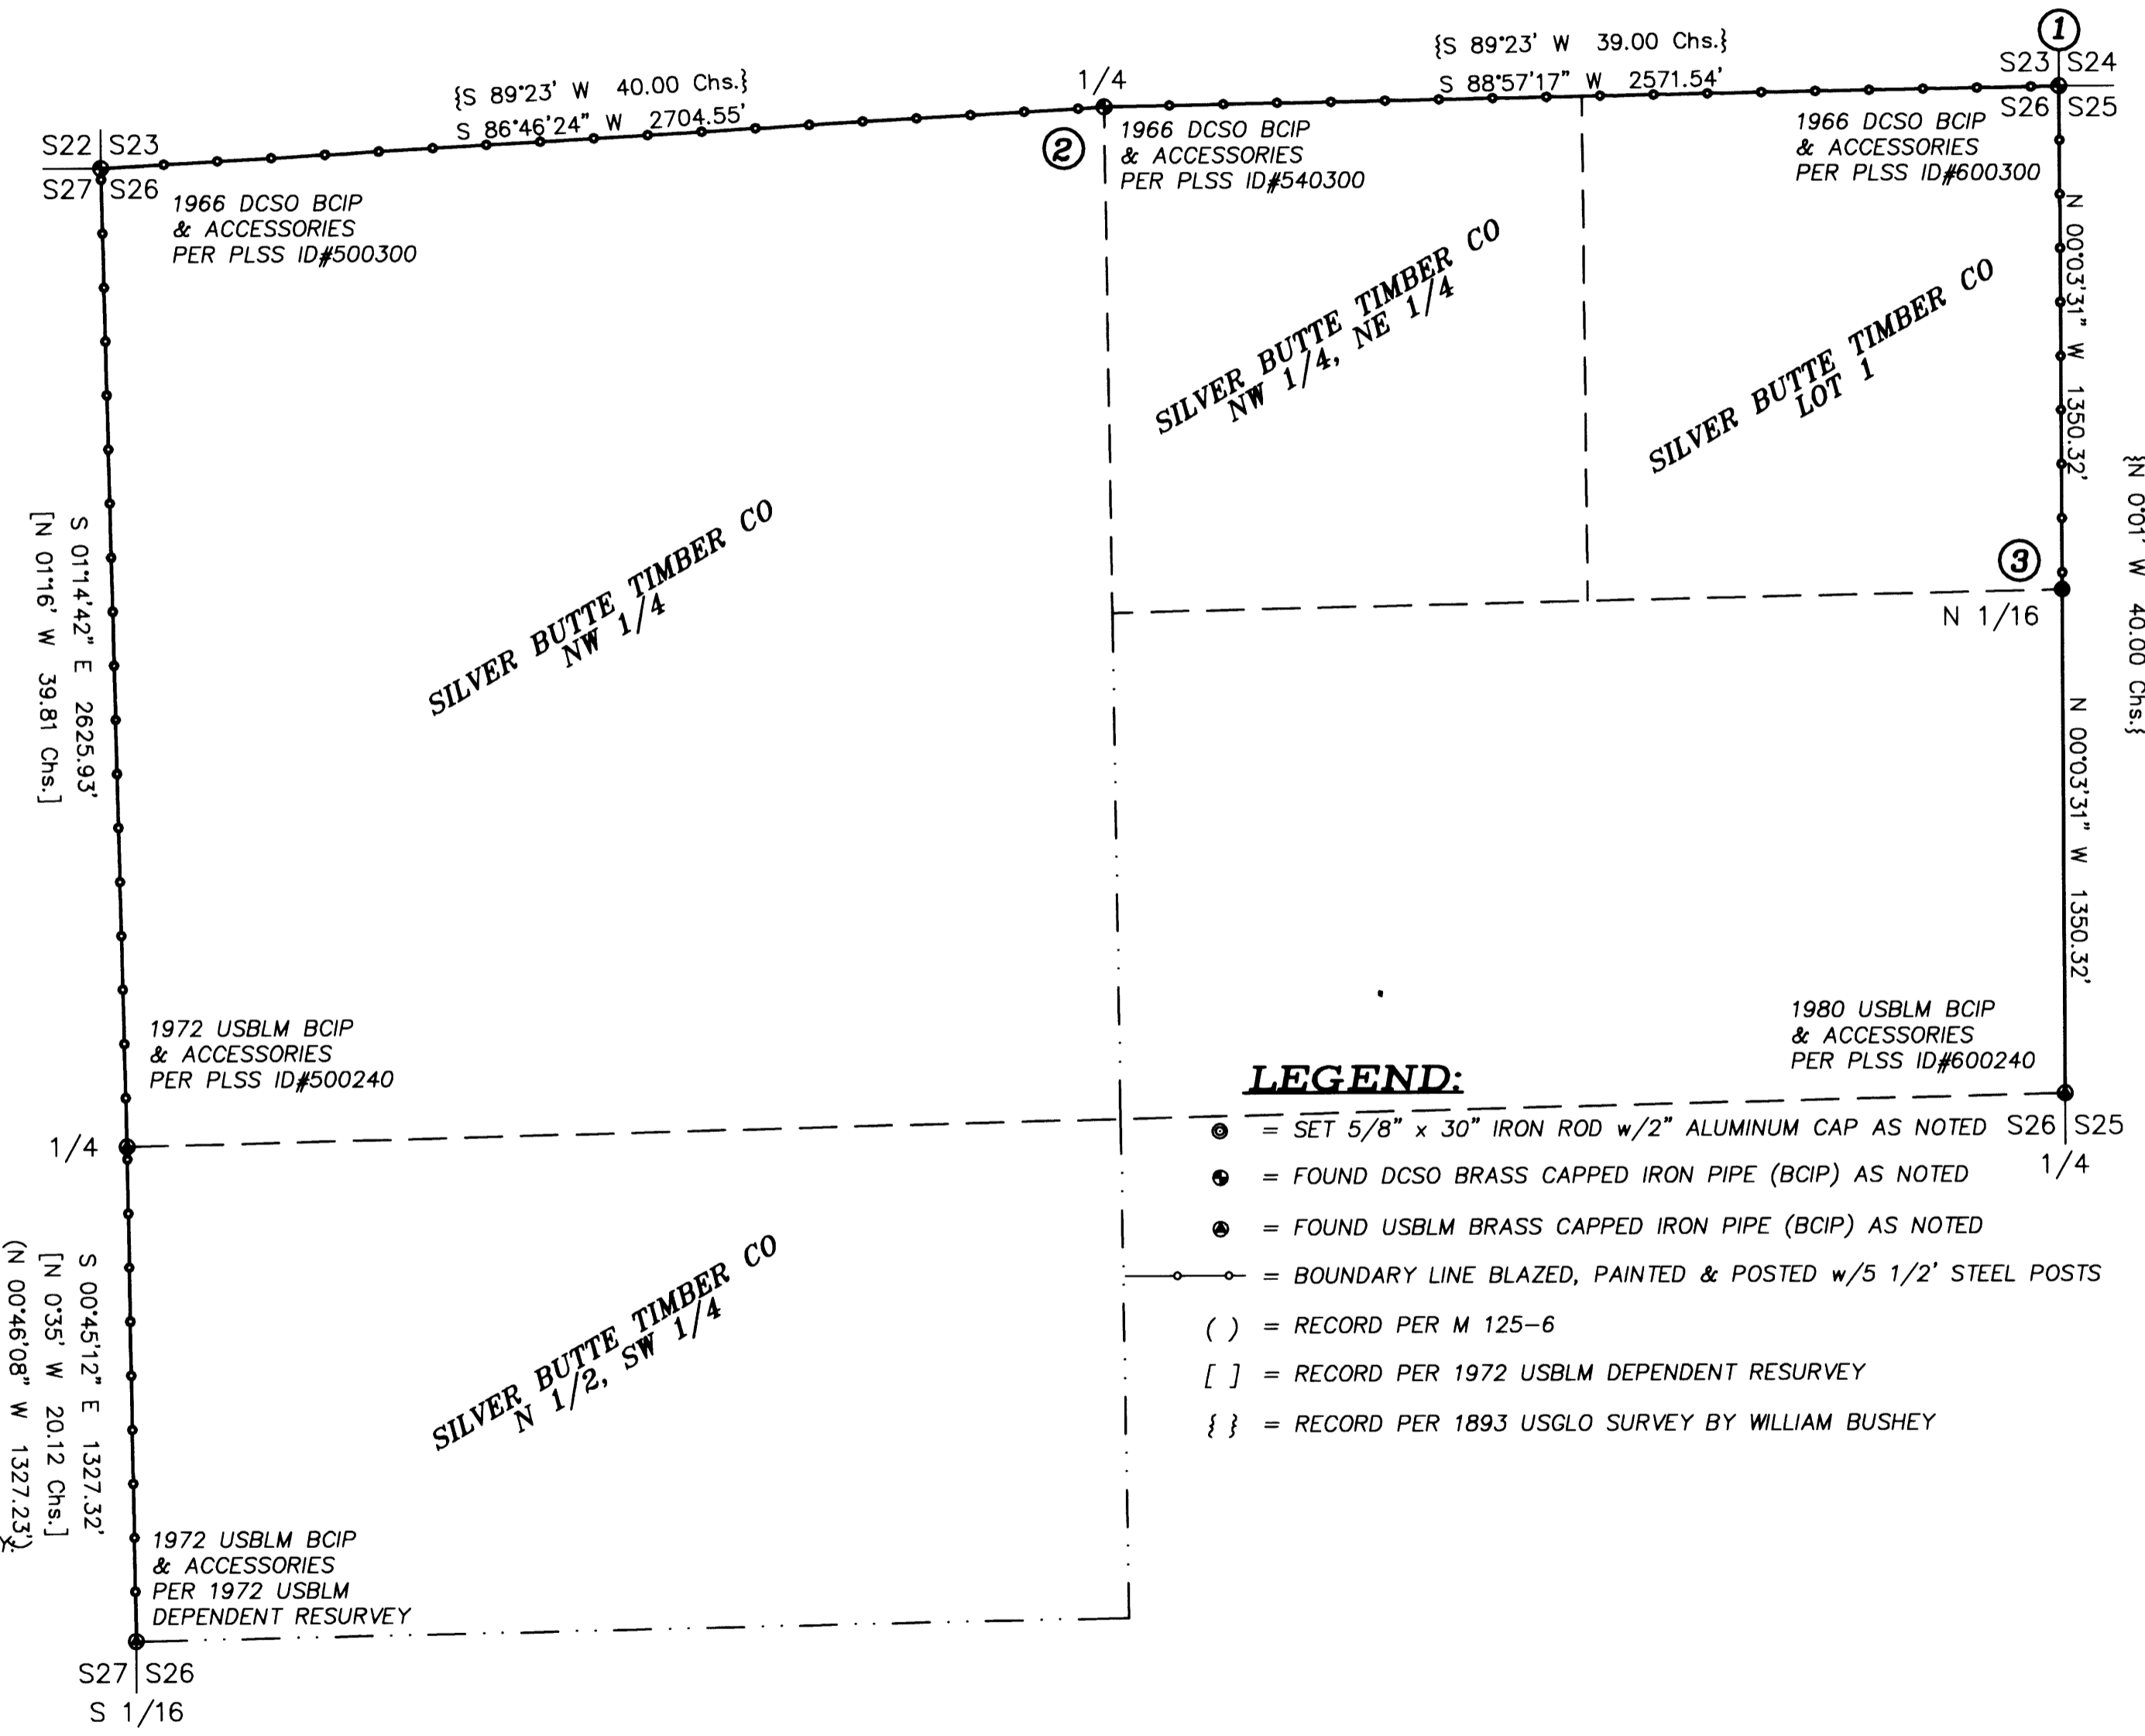 1
{S 89°23' W 39.00 Chs.}
S23 S24
{S 89°23' W 40.00 Chs.}
1/4
S 88°57'17" W 2571.54'
S 86°46'24" W 2704.55'
S26 S25
S22 S23
S27 S26
2
1966 DCSO BCIP
& ACCESSORIES
PER PLSS ID#540300
1966 DCSO BCIP
& ACCESSORIES
PER PLSS ID#600300
1966 DCSO BCIP
& ACCESSORIES
PER PLSS ID#500300
N 00°03'31" W 1350.32'
SILVER BUTTE TIMBER CO
NW 1/4, NE 1/4
SILVER BUTTE TIMBER CO
LOT 1
{N 0°01' W 40.00 Chs.}
3
N 1/16
SILVER BUTTE TIMBER CO
NW 1/4
S 01°14'42" E 2625.93'
[N 01°16' W 39.81 Chs.]
N 00°03'31" W 1350.32'
1972 USBLM BCIP
& ACCESSORIES
PER PLSS ID#500240
1/4
1980 USBLM BCIP
& ACCESSORIES
PER PLSS ID#600240
S26 S25
1/4
LEGEND:
= SET 5/8" x 30" IRON ROD w/2" ALUMINUM CAP AS NOTED
= FOUND DCSO BRASS CAPPED IRON PIPE (BCIP) AS NOTED
= FOUND USBLM BRASS CAPPED IRON PIPE (BCIP) AS NOTED
= BOUNDARY LINE BLAZED, PAINTED & POSTED w/5 1/2' STEEL POSTS
( ) = RECORD PER M 125-6
[ ] = RECORD PER 1972 USBLM DEPENDENT RESURVEY
{ } = RECORD PER 1893 USGLO SURVEY BY WILLIAM BUSHEY
SILVER BUTTE TIMBER CO
N 1/2, SW 1/4
S 00°45'12" E 1327.32'
[N 0°35' W 20.12 Chs.]
(N 00°46'08" W 1327.23')
1972 USBLM BCIP
& ACCESSORIES
PER 1972 USBLM
DEPENDENT RESURVEY
S27 S26
S 1/16